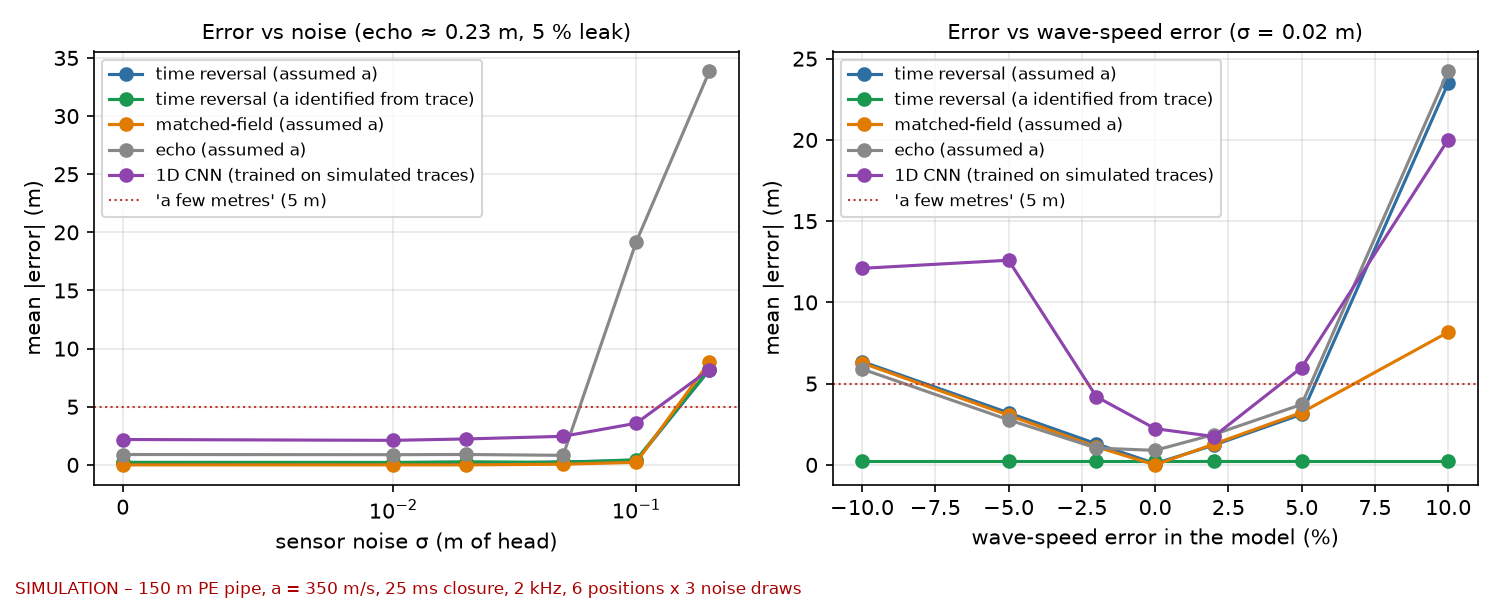 Error vs noise (echo ≈ 0.23 m, 5 % leak)
mean |error| (m)
35
30
25
20
15
10
5
0
time reversal (assumed a)
time reversal (a identified from trace)
matched-field (assumed a)
echo (assumed a)
1D CNN (trained on simulated traces)
'a few metres' (5 m)
0
10⁻²
10⁻¹
sensor noise σ (m of head)
Error vs wave-speed error (σ = 0.02 m)
mean |error| (m)
25
20
15
10
5
0
time reversal (assumed a)
time reversal (a identified from trace)
matched-field (assumed a)
echo (assumed a)
1D CNN (trained on simulated traces)
'a few metres' (5 m)
−10.0 −7.5 −5.0 −2.5 0.0 2.5 5.0 7.5 10.0
wave-speed error in the model (%)
SIMULATION – 150 m PE pipe, a = 350 m/s, 25 ms closure, 2 kHz, 6 positions x 3 noise draws